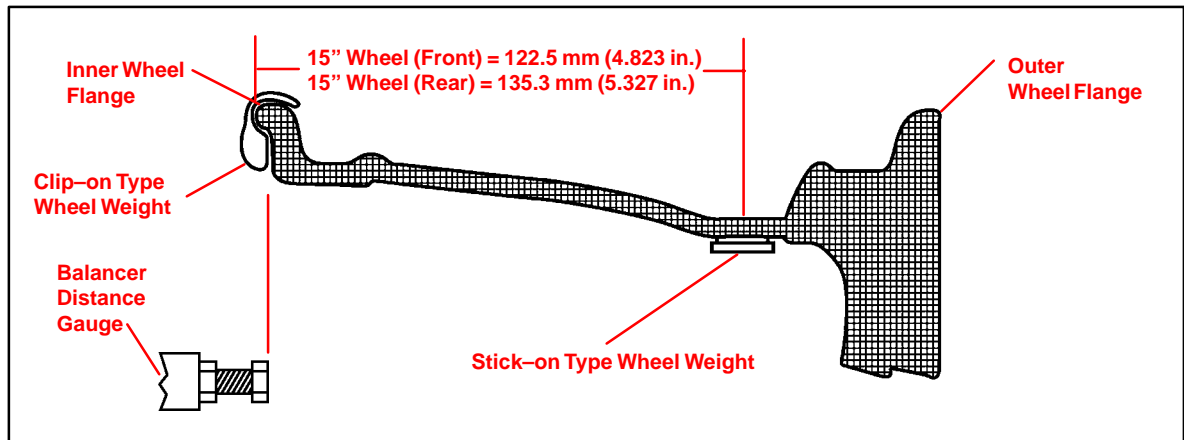 15” Wheel (Front) = 122.5 mm (4.823 in.)
15” Wheel (Rear) = 135.3 mm (5.327 in.)
Inner Wheel
Flange
Outer
Wheel Flange
Clip–on Type
Wheel Weight
Balancer
Distance
Gauge
Stick–on Type Wheel Weight